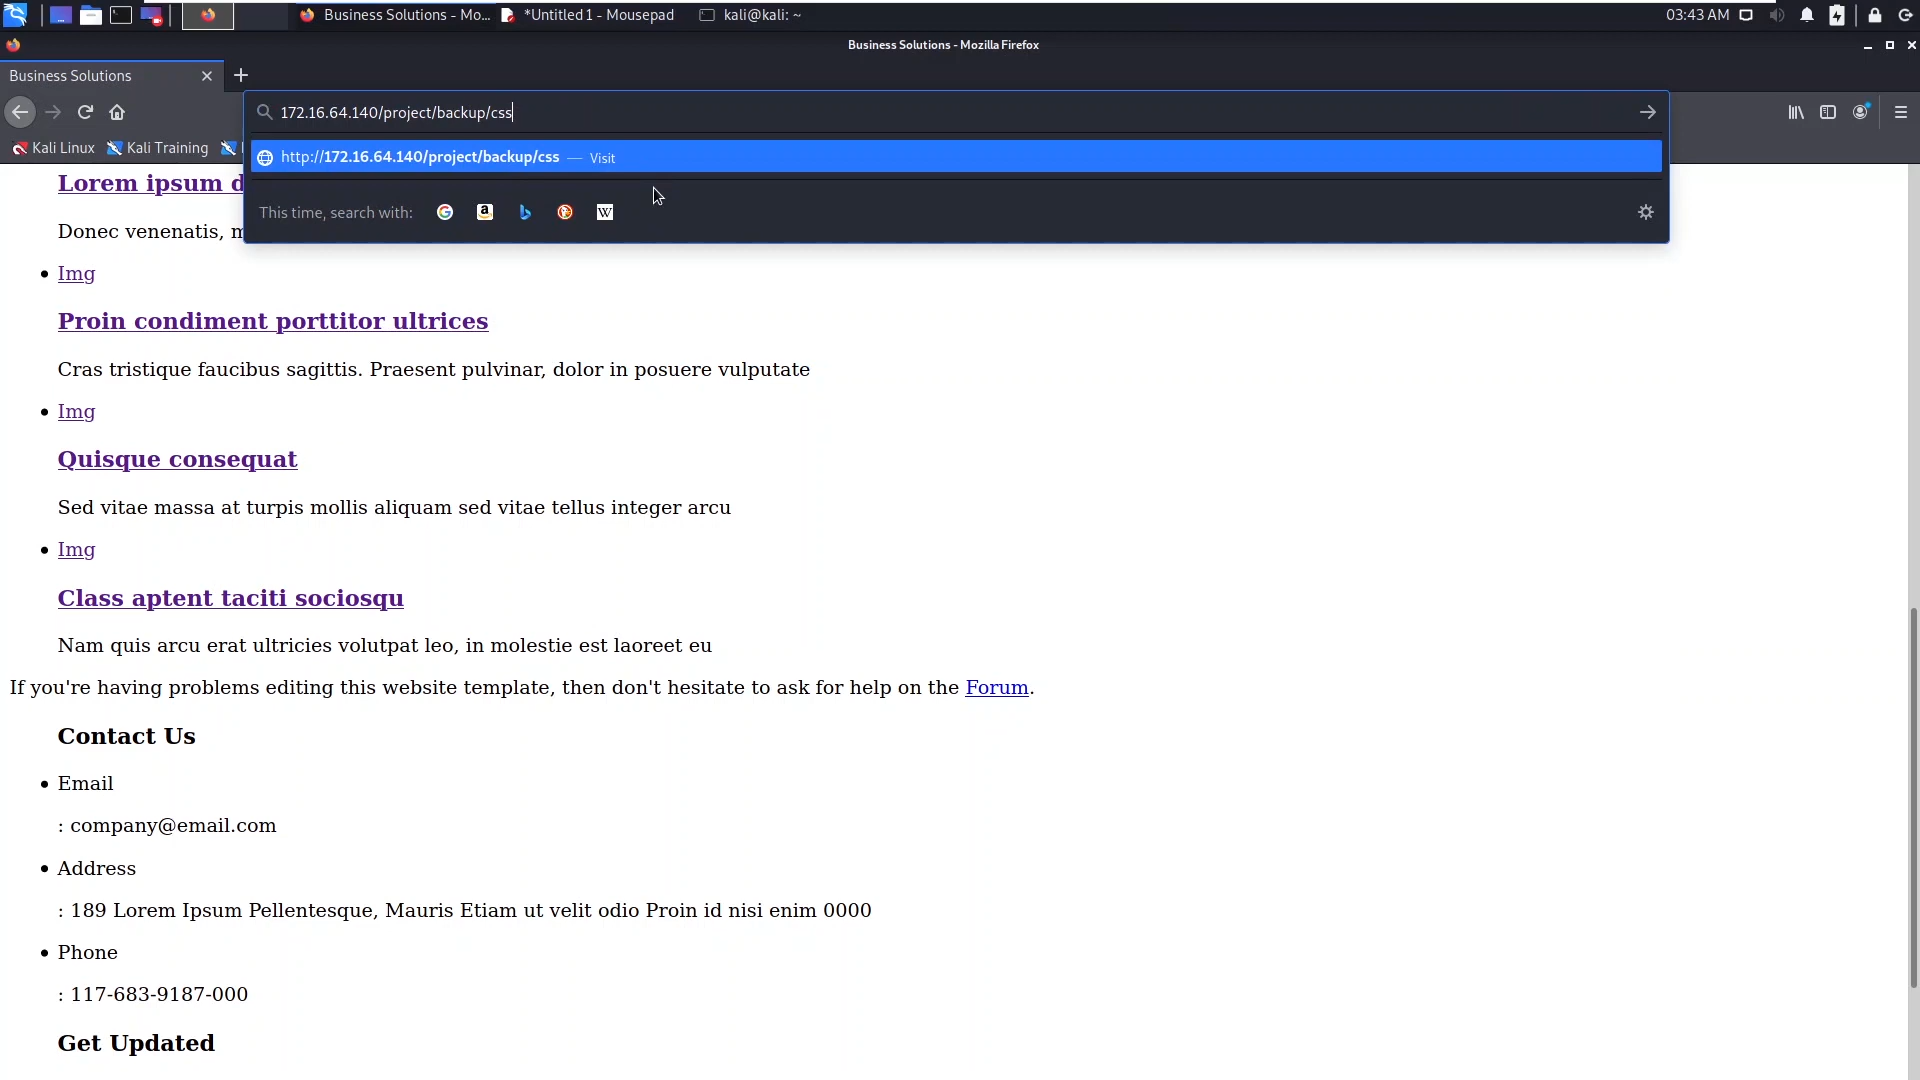 Business Solutions - Mo...
*Untitled 1 - Mousepad
kali@kali: ~
03:43 AM
Business Solutions - Mozilla Firefox
Business Solutions
172.16.64.140/project/backup/css
Kali Linux
Kali Training
http://172.16.64.140/project/backup/css — Visit
This time, search with:
Lorem ipsum d
Donec venenatis, m
Img
Proin condiment porttitor ultrices
Cras tristique faucibus sagittis. Praesent pulvinar, dolor in posuere vulputate
Img
Quisque consequat
Sed vitae massa at turpis mollis aliquam sed vitae tellus integer arcu
Img
Class aptent taciti sociosqu
Nam quis arcu erat ultricies volutpat leo, in molestie est laoreet eu
If you're having problems editing this website template, then don't hesitate to ask for help on the Forum.
Contact Us
Email
: company@email.com
Address
: 189 Lorem Ipsum Pellentesque, Mauris Etiam ut velit odio Proin id nisi enim 0000
Phone
: 117-683-9187-000
Get Updated